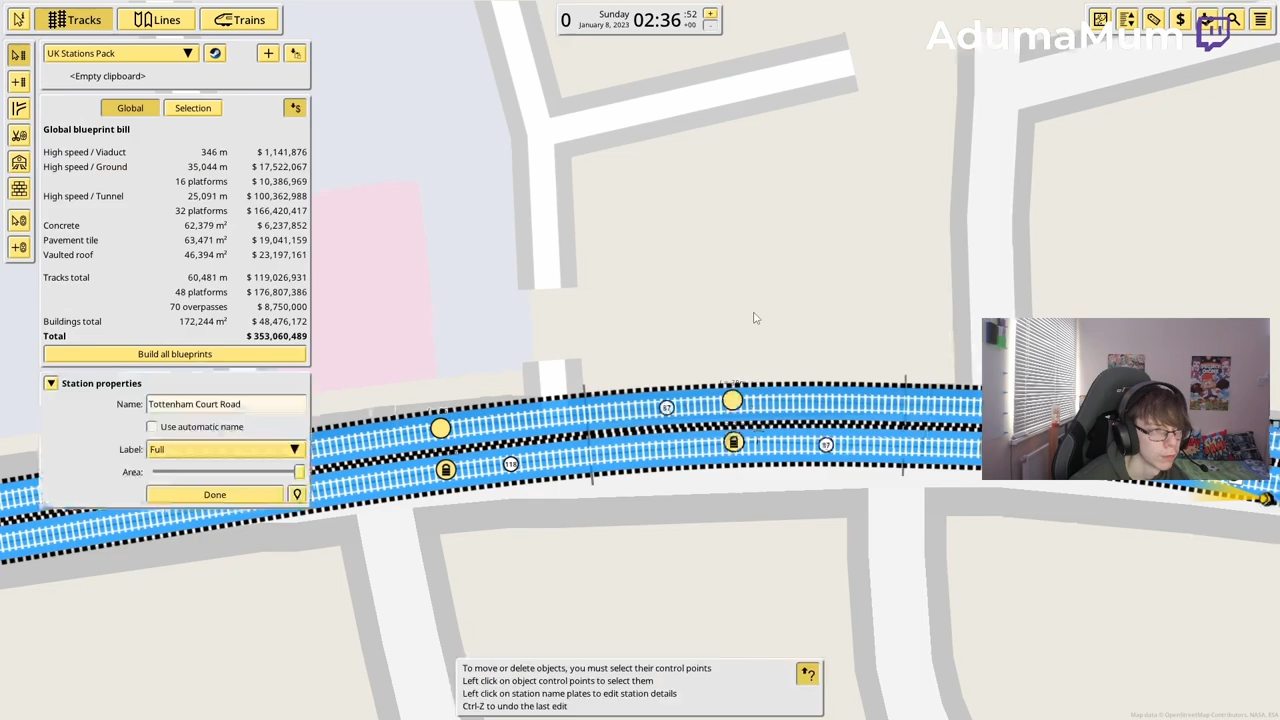 Tracks
Lines
Trains
0
Sunday
January 8, 2023
02:36 :52
+00
AdumaMum
UK Stations Pack
<Empty clipboard>
Global
Selection
Global blueprint bill
High speed / Viaduct 346 m $ 1,141,876
High speed / Ground 35,044 m $ 17,522,067
16 platforms $ 10,386,969
High speed / Tunnel 25,091 m $ 100,362,988
32 platforms $ 166,420,417
Concrete 62,379 m² $ 6,237,852
Pavement tile 63,471 m² $ 19,041,159
Vaulted roof 46,394 m² $ 23,197,161
Tracks total 60,481 m $ 119,026,931
48 platforms $ 176,807,386
70 overpasses $ 8,750,000
Buildings total 172,244 m² $ 48,476,172
Total $ 353,060,489
Build all blueprints
Station properties
Name: Tottenham Court Road
Use automatic name
Label: Full
Area:
Done
118
To move or delete objects, you must select their control points
Left click on object control points to select them
Left click on station name plates to edit station details
Ctrl-Z to undo the last edit
Map data © OpenStreetMap Contributors, NASA, ESA